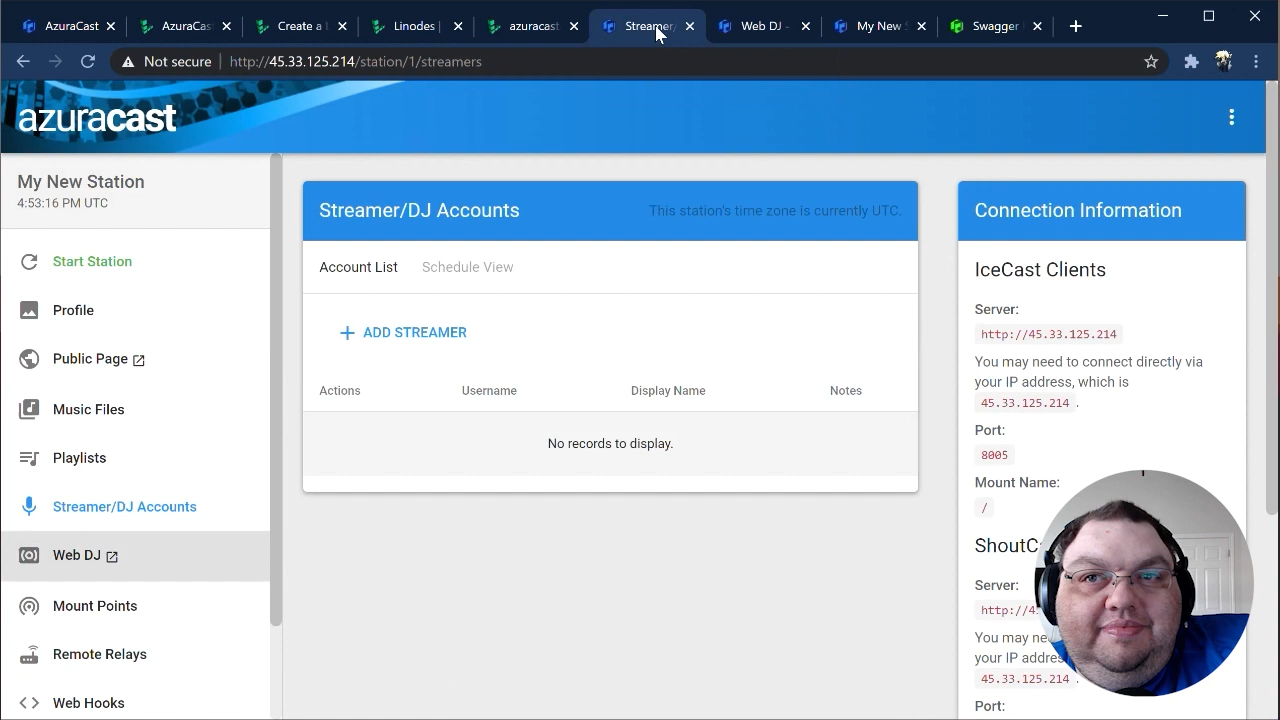 AzuraCast
AzuraCa
Create a L
Linodes |
azuracast
Streamer/
Web DJ -
My New S
Swagger
Not secure
http://45.33.125.214/station/1/streamers
azuracast
My New Station
4:53:16 PM UTC
Start Station
Profile
Public Page
Music Files
Playlists
Streamer/DJ Accounts
Web DJ
Mount Points
Remote Relays
Web Hooks
Streamer/DJ Accounts
This station's time zone is currently UTC.
Account List
Schedule View
ADD STREAMER
Actions
Username
Display Name
Notes
No records to display.
Connection Information
IceCast Clients
Server:
http://45.33.125.214
You may need to connect directly via
your IP address, which is
45.33.125.214.
Port:
8005
Mount Name:
/
ShoutC
Server:
http://4
You may ne
your IP addre
45.33.125.214
Port: